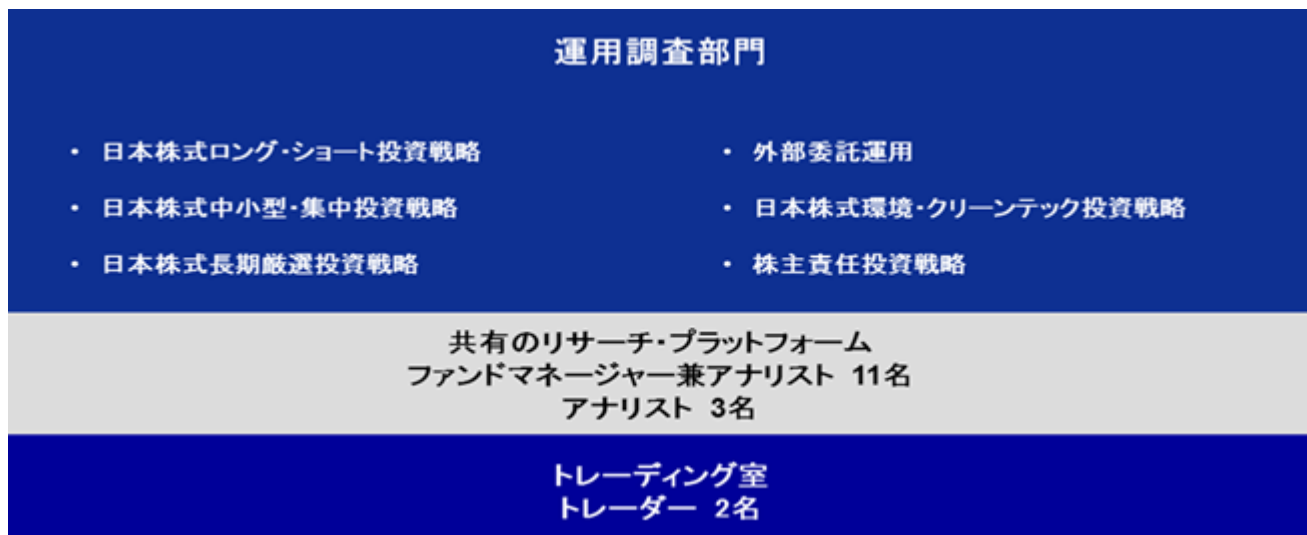 運用調査部門
・ 日本株式ロング・ショート投資戦略
・ 日本株式中小型・集中投資戦略
・ 日本株式長期厳選投資戦略
・ 外部委託運用
・ 日本株式環境・クリーンテック投資戦略
・ 株主責任投資戦略
共有のリサーチ・プラットフォーム
ファンドマネージャー兼アナリスト 11名
アナリスト 3名
トレーディング室
トレーダー 2名